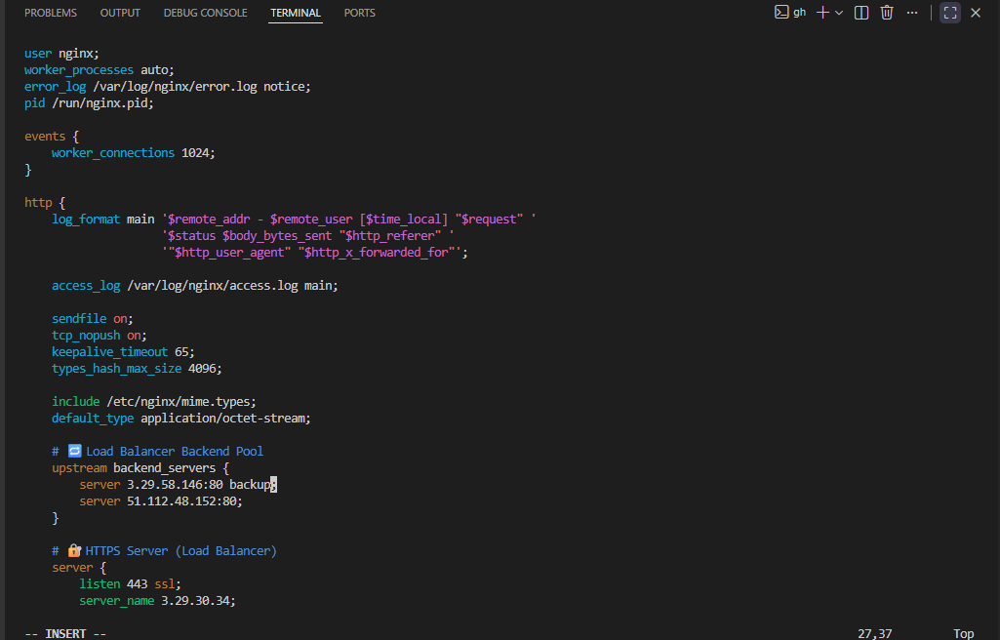 PROBLEMS OUTPUT DEBUG CONSOLE TERMINAL PORTS gh
user nginx;
worker_processes auto;
error_log /var/log/nginx/error.log notice;
pid /run/nginx.pid;
events {
    worker_connections 1024;
}
http {
    log_format main '$remote_addr - $remote_user [$time_local] "$request" '
                    '$status $body_bytes_sent "$http_referer" '
                    '"$http_user_agent" "$http_x_forwarded_for"';
    access_log /var/log/nginx/access.log main;
    sendfile on;
    tcp_nopush on;
    keepalive_timeout 65;
    types_hash_max_size 4096;
    include /etc/nginx/mime.types;
    default_type application/octet-stream;
    # 🔁 Load Balancer Backend Pool
    upstream backend_servers {
        server 3.29.58.146:80 backup;
        server 51.112.48.152:80;
    }
    # 🔐 HTTPS Server (Load Balancer)
    server {
        listen 443 ssl;
        server_name 3.29.30.34;
-- INSERT -- 27,37 Top